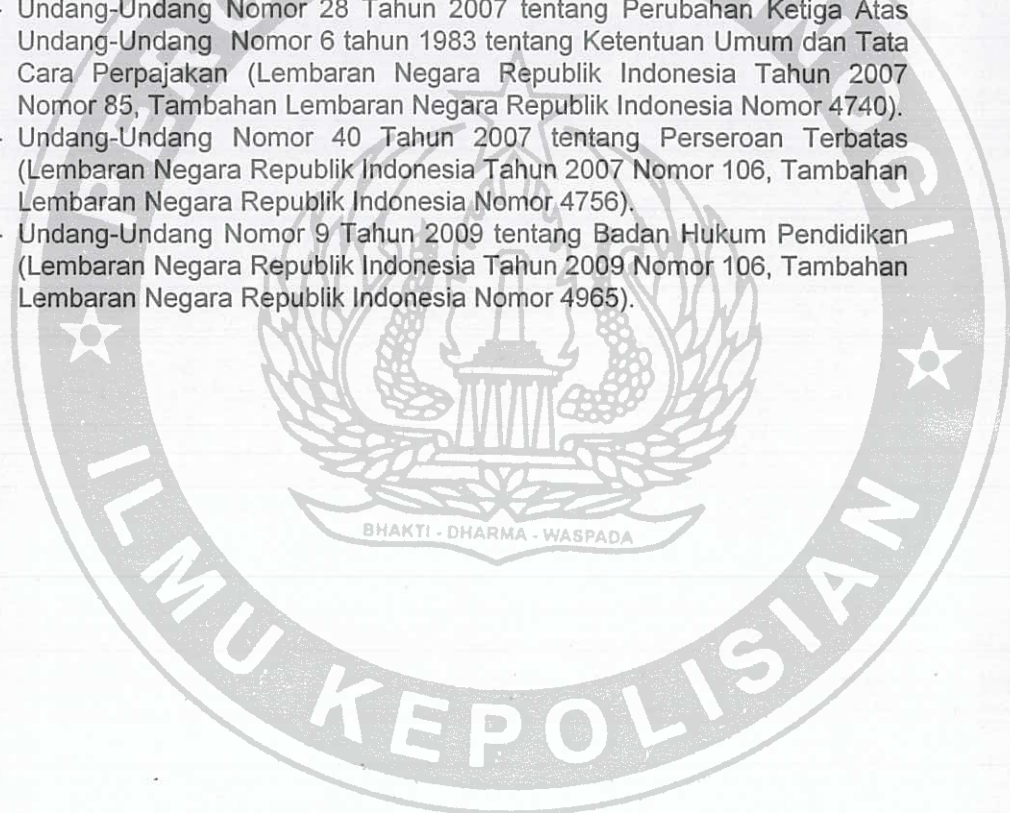 - Undang-Undang Nomor 28 Tahun 2007 tentang Perubahan Ketiga Atas
Undang-Undang Nomor 6 tahun 1983 tentang Ketentuan Umum dan Tata
Cara Perpajakan (Lembaran Negara Republik Indonesia Tahun 2007
Nomor 85, Tambahan Lembaran Negara Republik Indonesia Nomor 4740).
- Undang-Undang Nomor 40 Tahun 2007 tentang Perseroan Terbatas
(Lembaran Negara Republik Indonesia Tahun 2007 Nomor 106, Tambahan
Lembaran Negara Republik Indonesia Nomor 4756).
- Undang-Undang Nomor 9 Tahun 2009 tentang Badan Hukum Pendidikan
(Lembaran Negara Republik Indonesia Tahun 2009 Nomor 106, Tambahan
Lembaran Negara Republik Indonesia Nomor 4965).
BHAKTI - DHARMA - WASPADA
ILMU KEPOLISIAN